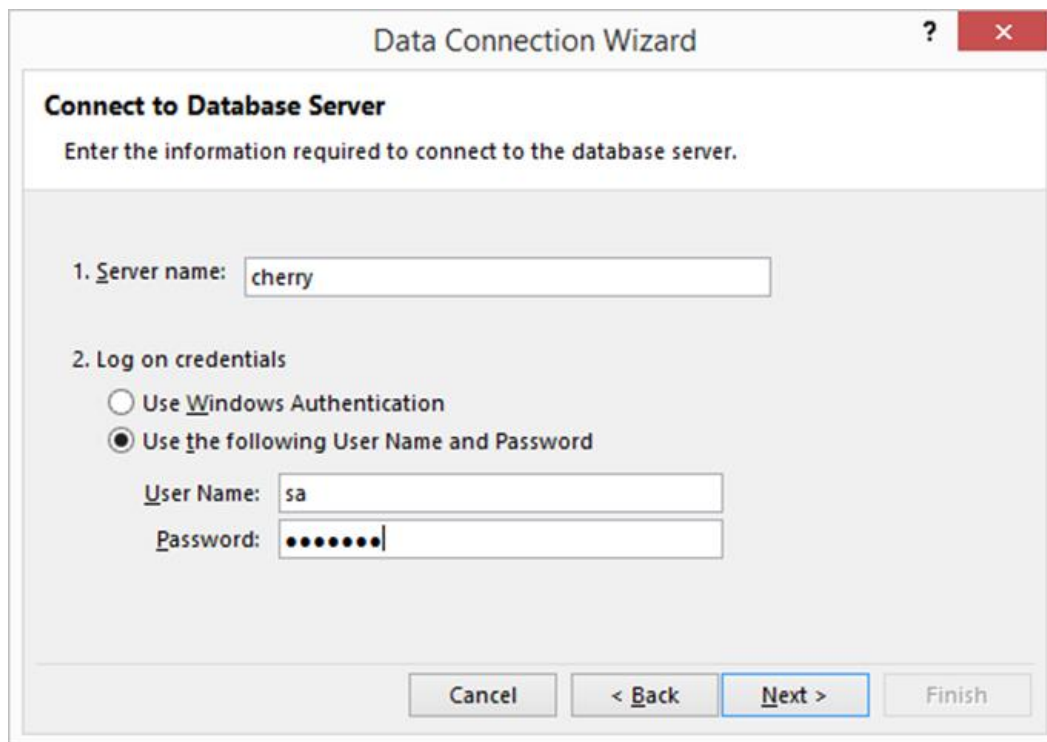 Data Connection Wizard
?
Connect to Database Server
Enter the information required to connect to the database server.
1. Server name: cherry
2. Log on credentials
Use Windows Authentication
Use the following User Name and Password
User Name: sa
Password: •••••••
Cancel < Back Next > Finish